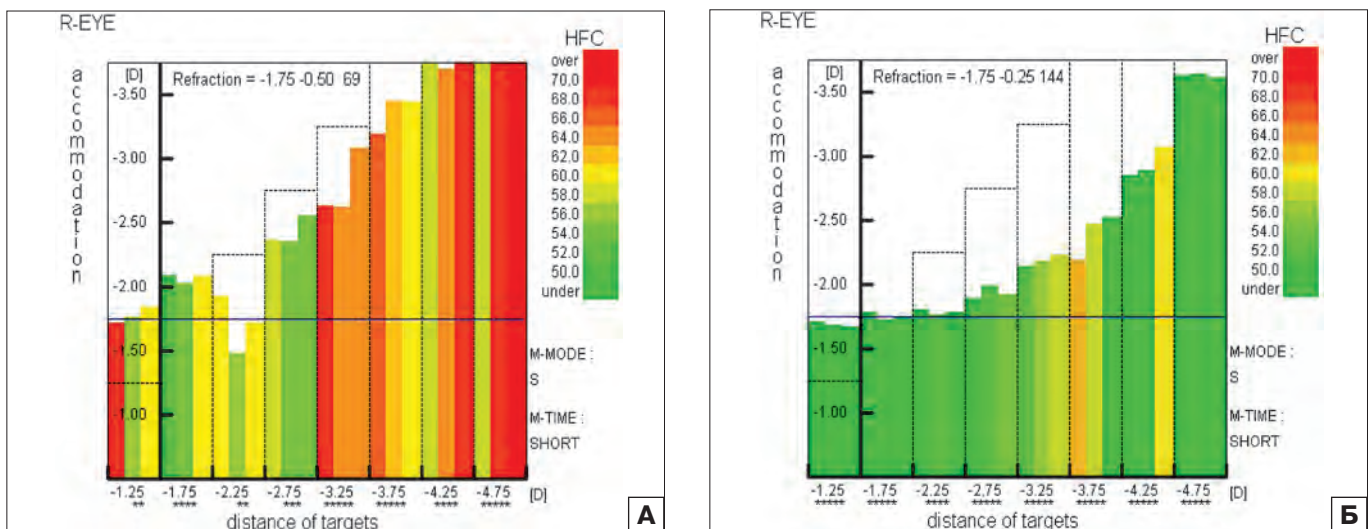 R-EYE
HFC
accommodation
[D] Refraction = -1.75 -0.50 69
-3.50
-3.00
-2.50
-2.00
-1.50
-1.00
over
70.0
68.0
66.0
64.0
62.0
60.0
58.0
56.0
54.0
52.0
50.0
under
M-MODE :
S
M-TIME :
SHORT
-1.25 -1.75 -2.25 -2.75 -3.25 -3.75 -4.25 -4.75 [D]
** **** ** *** ***** ***** ***** *****
distance of targets
А
R-EYE
HFC
accommodation
[D] Refraction = -1.75 -0.25 144
-3.50
-3.00
-2.50
-2.00
-1.50
-1.00
over
70.0
68.0
66.0
64.0
62.0
60.0
58.0
56.0
54.0
52.0
50.0
under
M-MODE :
S
M-TIME :
SHORT
-1.25 -1.75 -2.25 -2.75 -3.25 -3.75 -4.25 -4.75 [D]
***** ***** **** ***** ***** ***** ***** *****
distance of targets
Б